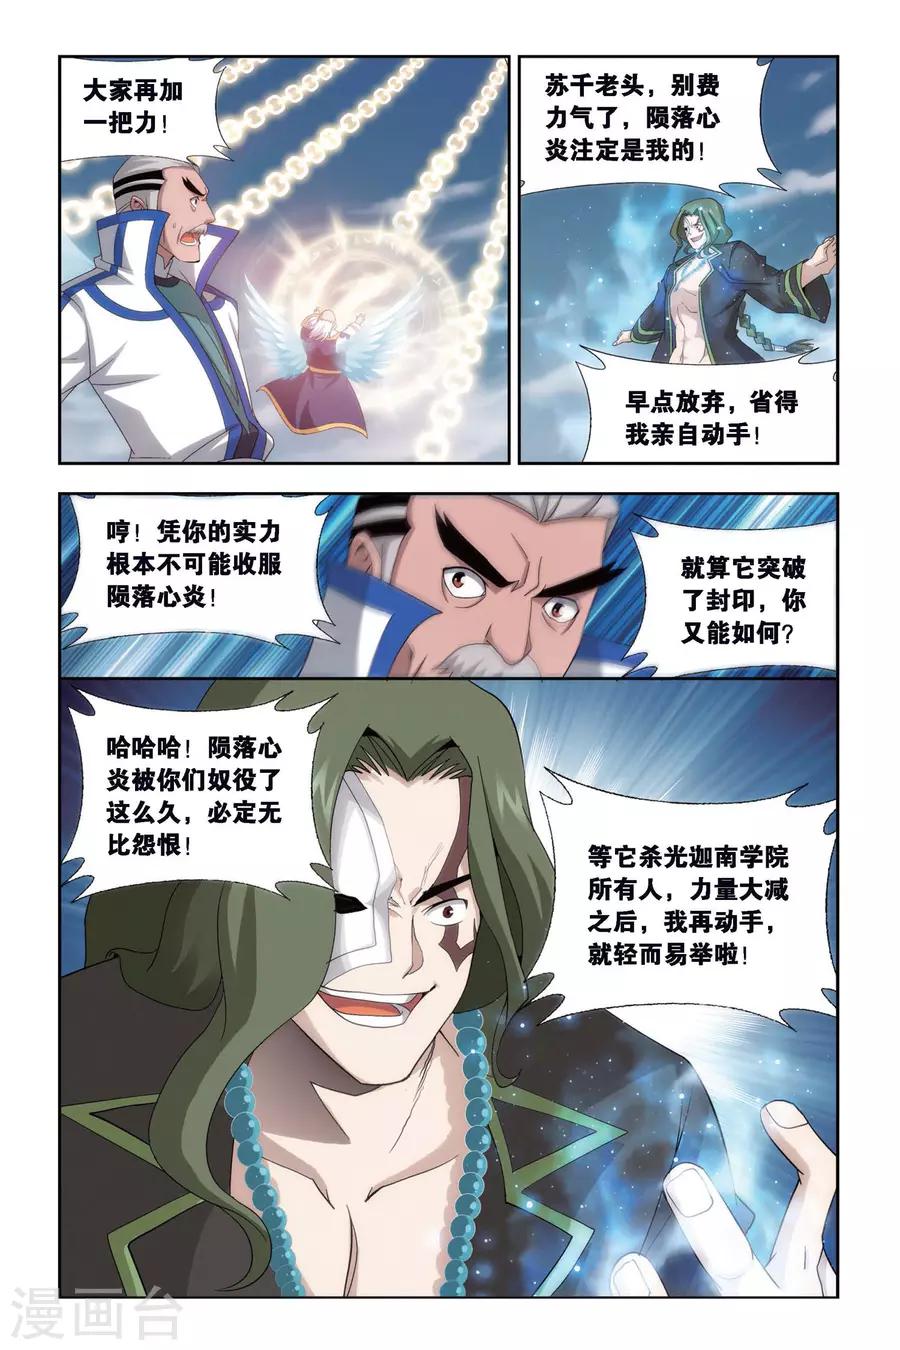 大家再加
一把力！
苏千老头，别费
力气了，陨落心
炎注定是我的！
早点放弃，省得
我亲自动手！
哼！凭你的实力
根本不可能收服
陨落心炎！
就算它突破
了封印，你
又能如何？
哈哈哈！陨落心
炎被你们奴役了
这么久，必定无
比怨恨！
等它杀光迦南学院
所有人，力量大减
之后，我再动手，
就轻而易举啦！
漫画台